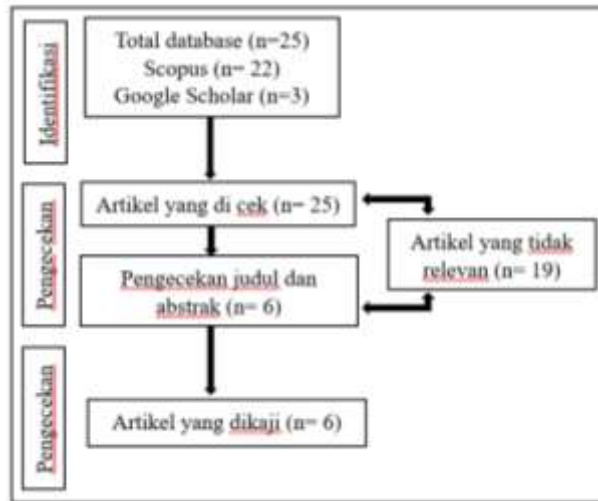 Identifikasi
Total database (n=25)
Scopus (n= 22)
Google Scholar (n=3)
Pengecekan
Artikel yang di cek (n= 25)
Artikel yang tidak
relevan (n= 19)
Pengecekan judul dan
abstrak (n= 6)
Pengecekan
Artikel yang dikaji (n= 6)